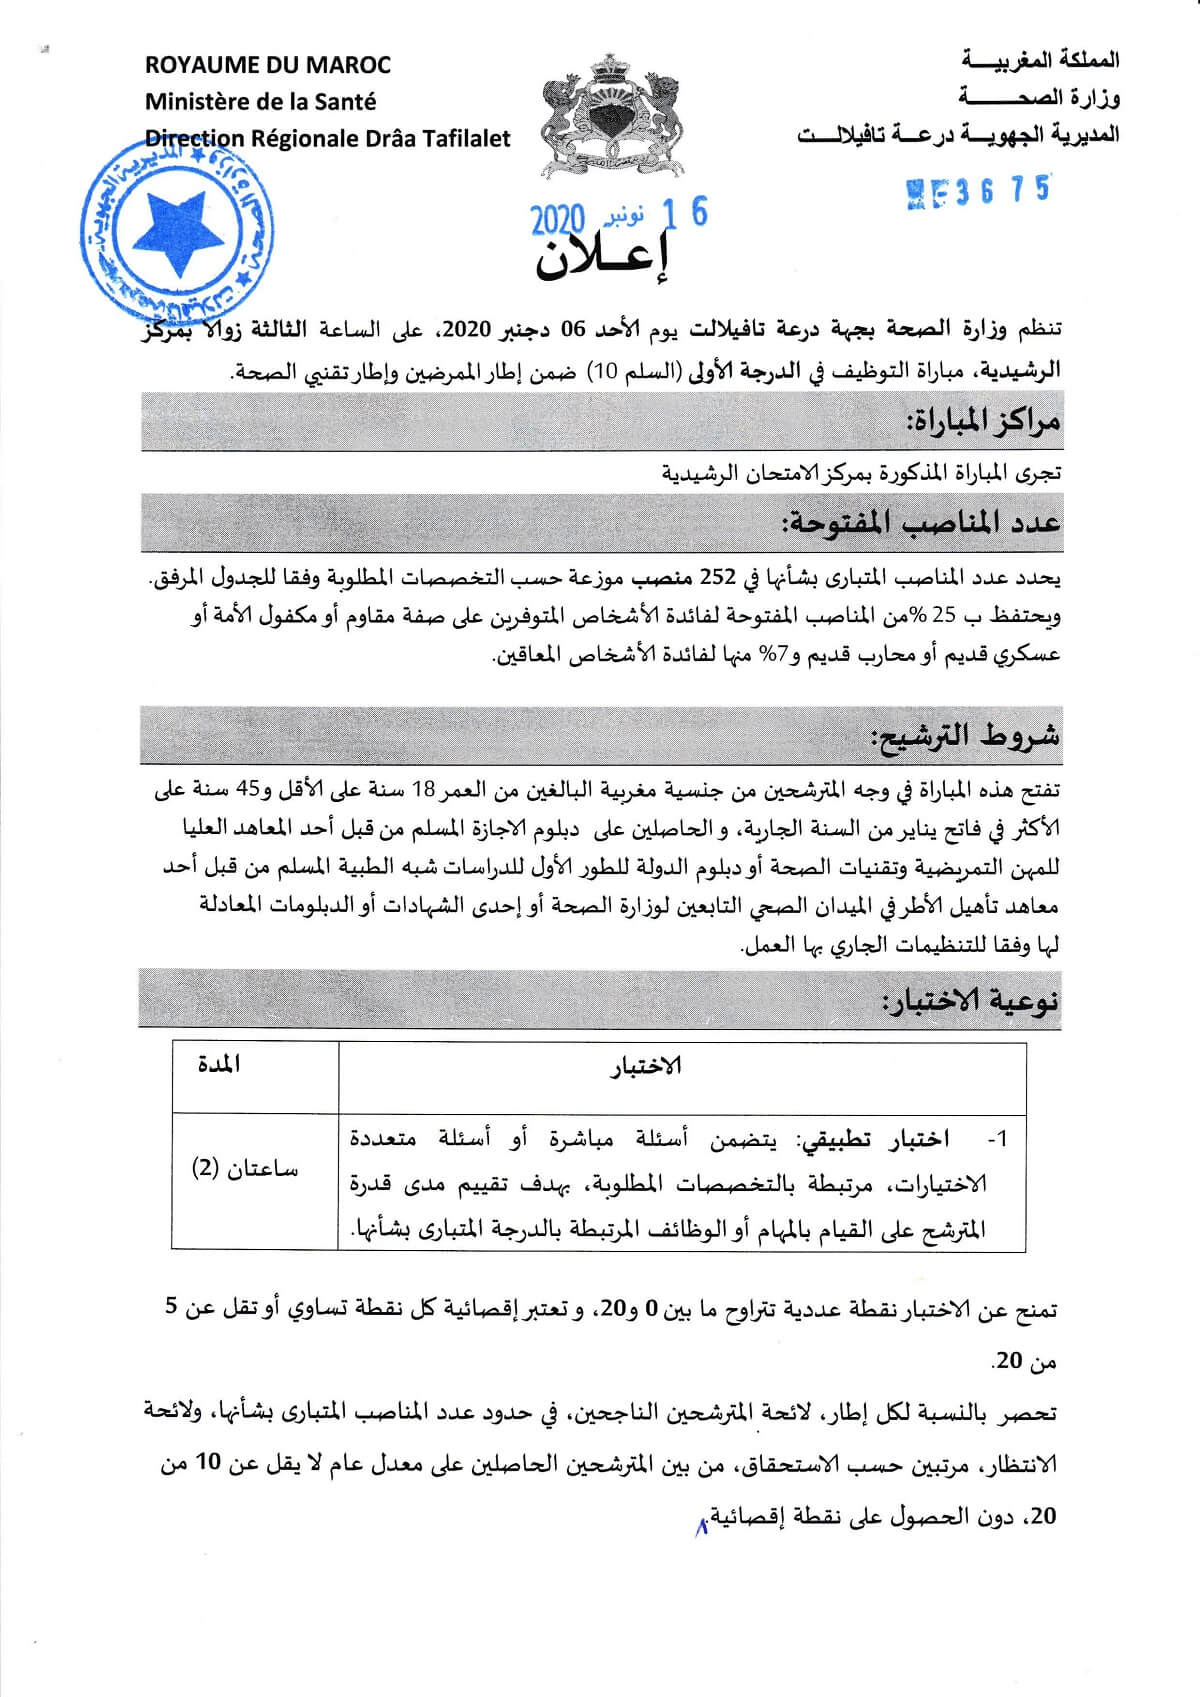 ROYAUME DU MAROC
Ministère de la Santé
Direction Régionale Drâa Tafilalet
المملكة المغربيـــة
وزارة الصحـــــــة
المديرية الجهويــة درعــة تافيلالــت
3675
16 نونبر 2020
إعــلان
تنظم وزارة الصحة بجهة درعة تافيلالت يوم الأحد 06 دجنبر 2020، على الساعة الثالثة زوالا بمركز
الرشيدية، مباراة التوظيف في الدرجة الأولى (السلم 10) ضمن إطار الممرضين وإطار تقنيي الصحة.
مراكز المباراة:
تجرى المباراة المذكورة بمركز الامتحان الرشيدية
عدد المناصب المفتوحة:
يحدد عدد المناصب المتبارى بشأنها في 252 منصب موزعة حسب التخصصات المطلوبة وفقا للجدول المرفق.
ويحتفظ ب 25 %من المناصب المفتوحة لفائدة الأشخاص المتوفرين على صفة مقاوم أو مكفول الأمة أو
عسكري قديم أو محارب قديم و7% منها لفائدة الأشخاص المعاقين.
شروط الترشيح:
تفتح هذه المباراة في وجه المترشحين من جنسية مغربية البالغين من العمر 18 سنة على الأقل و45 سنة على
الأكثر في فاتح يناير من السنة الجارية، و الحاصلين على دبلوم الاجازة المسلم من قبل أحد المعاهد العليا
للمهن التمريضية وتقنيات الصحة أو دبلوم الدولة للطور الأول للدراسات شبه الطبية المسلم من قبل أحد
معاهد تأهيل الأطر في الميدان الصحي التابعين لوزارة الصحة أو إحدى الشهادات أو الدبلومات المعادلة
لها وفقا للتنظيمات الجاري بها العمل.
نوعية الاختبار:
الاختبار
المدة
1- اختبار تطبيقي: يتضمن أسئلة مباشرة أو أسئلة متعددة
الاختيارات، مرتبطة بالتخصصات المطلوبة، بهدف تقييم مدى قدرة
المترشح على القيام بالمهام أو الوظائف المرتبطة بالدرجة المتبارى بشأنها.
ساعتان (2)
تمنح عن الاختبار نقطة عددية تتراوح ما بين 0 و20، و تعتبر إقصائية كل نقطة تساوي أو تقل عن 5
من 20.
تحصر بالنسبة لكل إطار، لائحة المترشحين الناجحين، في حدود عدد المناصب المتبارى بشأنها، ولائحة
الانتظار، مرتبين حسب الاستحقاق، من بين المترشحين الحاصلين على معدل عام لا يقل عن 10 من
20، دون الحصول على نقطة إقصائية.